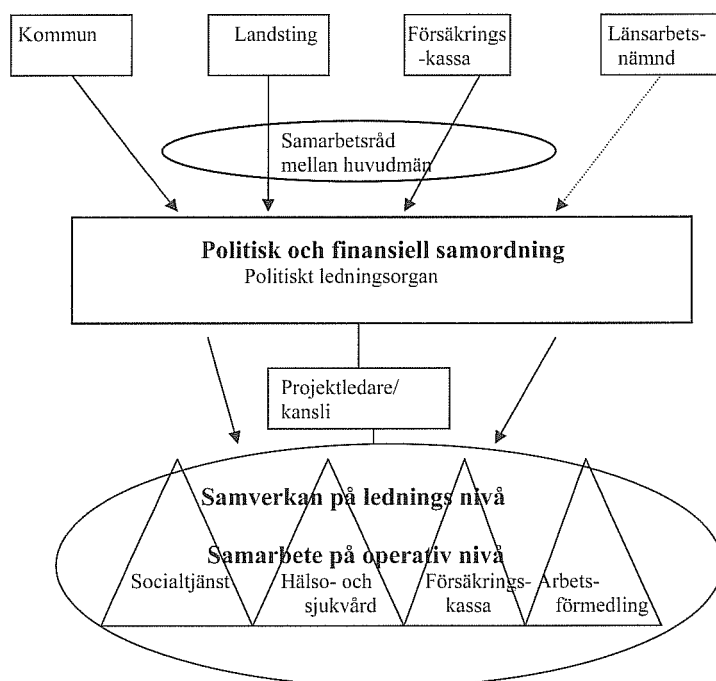 Kommun
Landsting
Försäkrings
-kassa
Länsarbets-
nämnd
Samarbetsråd
mellan huvudmän
Politisk och finansiell samordning
Politiskt ledningsorgan
Projektledare/
kansli
Samverkan på lednings nivå
Samarbete på operativ nivå
Socialtjänst
Hälso- och
sjukvård
Försäkrings-
kassa
Arbets-
förmedling